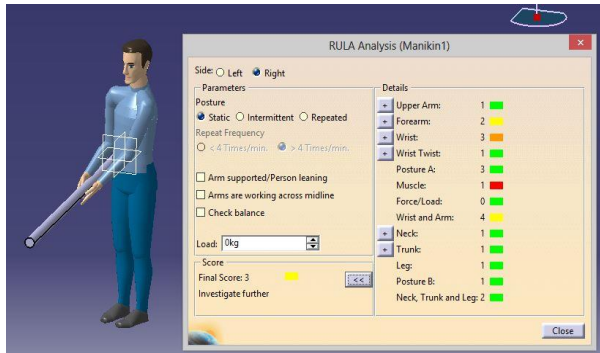 RULA Analysis (Manikin1)
Side: Left Right
Parameters
Posture
Static Intermittent Repeated
Repeat Frequency
< 4 Times/min. > 4 Times/min.
Arm supported/Person leaning
Arms are working across midline
Check balance
Load: 0kg
Score
Final Score: 3
<<
Investigate further
Details
+ Upper Arm: 1
+ Forearm: 2
+ Wrist: 3
+ Wrist Twist: 1
Posture A: 3
Muscle: 1
Force/Load: 0
Wrist and Arm: 4
+ Neck: 1
+ Trunk: 1
Leg: 1
Posture B: 1
Neck, Trunk and Leg: 2
Close